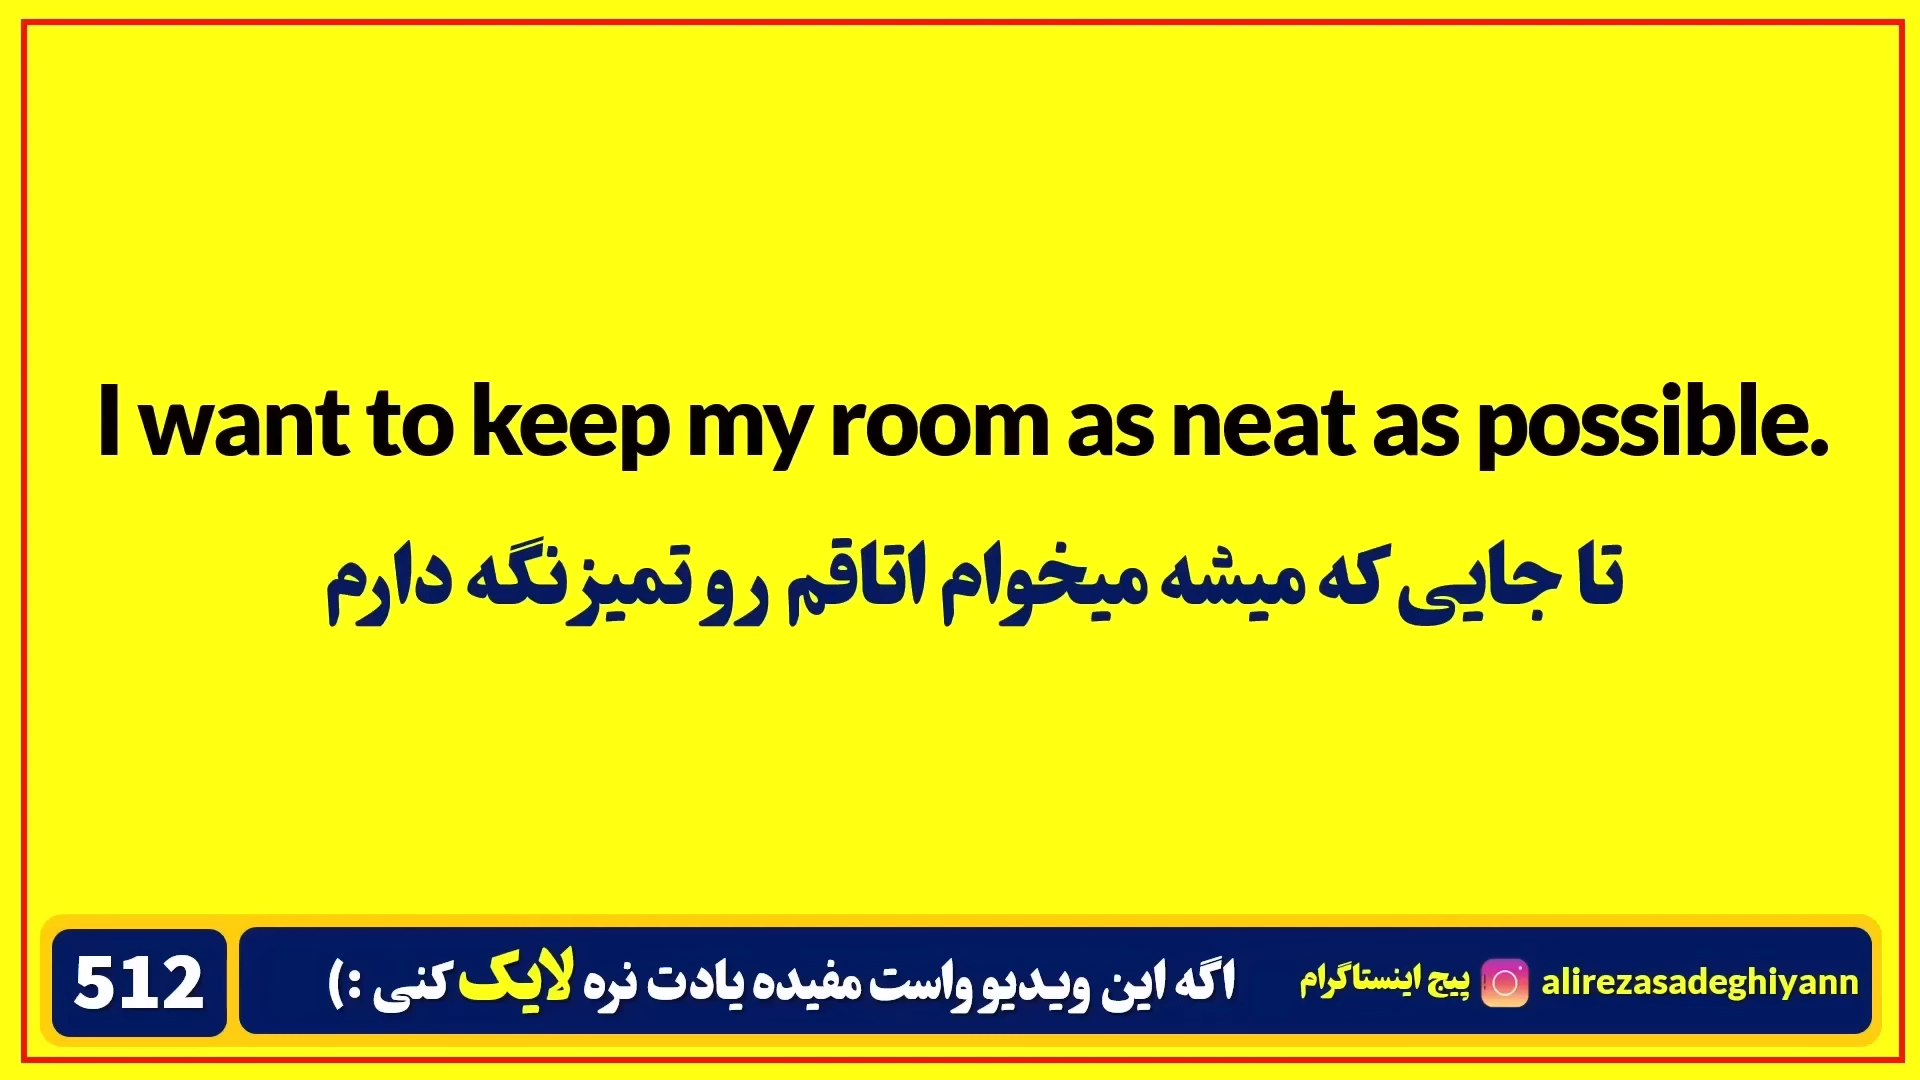 I want to keep my room as neat as possible.
تا جایی که میشه میخوام اتاقم رو تمیز نگه دارم
512 اگه این ویدیو واست مفیده یادت نره لایک کنی :) پیج اینستاگرام alirezasadeghiyann